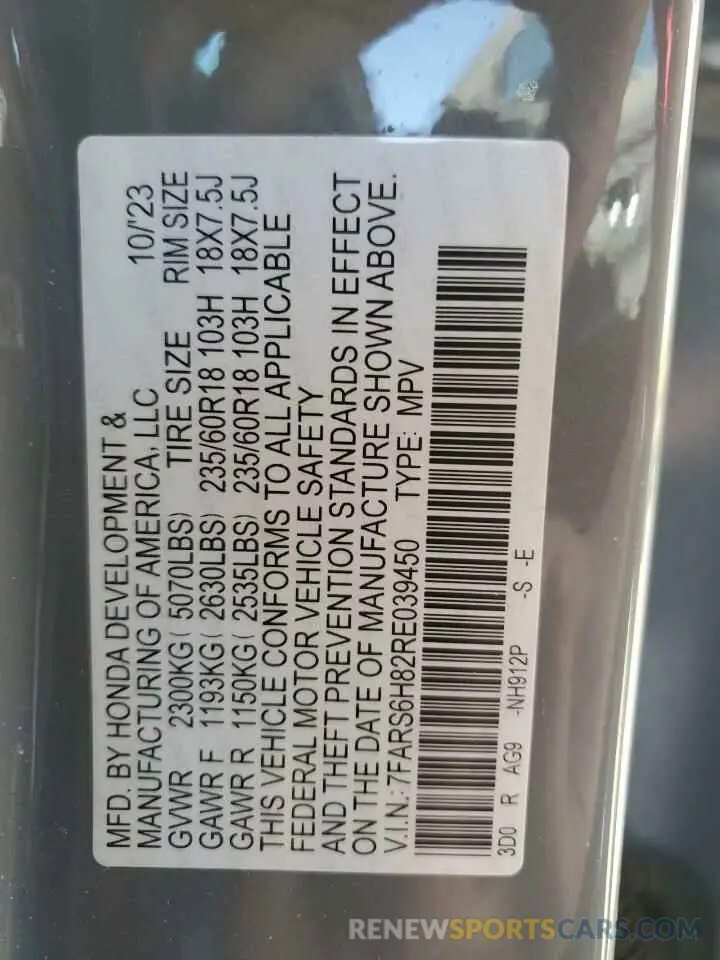 MFD. BY HONDA DEVELOPMENT &
MANUFACTURING OF AMERICA, LLC 10/'23
GVWR 2300KG( 5070LBS) TIRE SIZE RIM SIZE
GAWR F 1193KG( 2630LBS) 235/60R18 103H 18X7.5J
GAWR R 1150KG( 2535LBS) 235/60R18 103H 18X7.5J
THIS VEHICLE CONFORMS TO ALL APPLICABLE
FEDERAL MOTOR VEHICLE SAFETY
AND THEFT PREVENTION STANDARDS IN EFFECT
ON THE DATE OF MANUFACTURE SHOWN ABOVE.
V.I.N.: 7FARS6H82RE039450 TYPE: MPV
3D0 R AG9 -NH912P -S -E
RENEWSPORTSCARS.COM